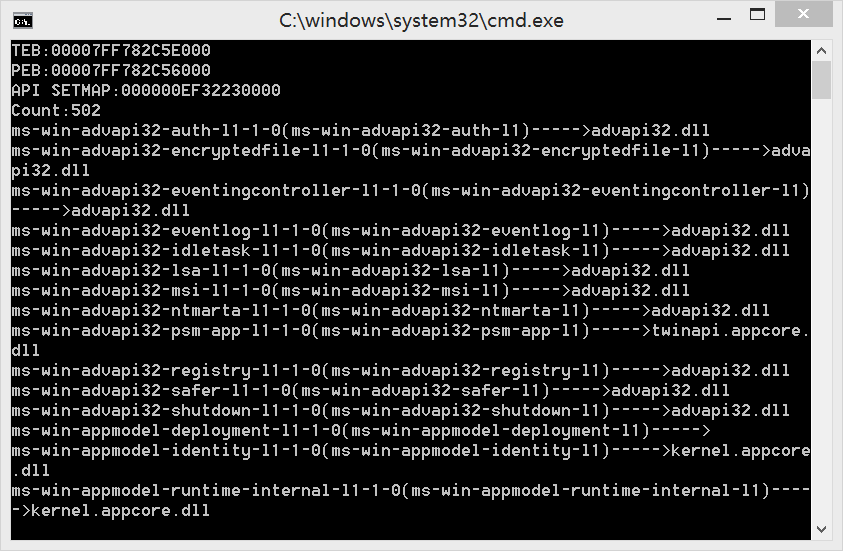 C:\windows\system32\cmd.exe
TEB:00007FF782C5E000
PEB:00007FF782C56000
API SETMAP:000000EF32230000
Count:502
ms-win-advapi32-auth-l1-1-0(ms-win-advapi32-auth-l1)----->advapi32.dll
ms-win-advapi32-encryptedfile-l1-1-0(ms-win-advapi32-encryptedfile-l1)----->adva
pi32.dll
ms-win-advapi32-eventingcontroller-l1-1-0(ms-win-advapi32-eventingcontroller-l1)
----->advapi32.dll
ms-win-advapi32-eventlog-l1-1-0(ms-win-advapi32-eventlog-l1)----->advapi32.dll
ms-win-advapi32-idletask-l1-1-0(ms-win-advapi32-idletask-l1)----->advapi32.dll
ms-win-advapi32-lsa-l1-1-0(ms-win-advapi32-lsa-l1)----->advapi32.dll
ms-win-advapi32-msi-l1-1-0(ms-win-advapi32-msi-l1)----->advapi32.dll
ms-win-advapi32-ntmarta-l1-1-0(ms-win-advapi32-ntmarta-l1)----->advapi32.dll
ms-win-advapi32-psm-app-l1-1-0(ms-win-advapi32-psm-app-l1)----->twinapi.appcore.
dll
ms-win-advapi32-registry-l1-1-0(ms-win-advapi32-registry-l1)----->advapi32.dll
ms-win-advapi32-safer-l1-1-0(ms-win-advapi32-safer-l1)----->advapi32.dll
ms-win-advapi32-shutdown-l1-1-0(ms-win-advapi32-shutdown-l1)----->advapi32.dll
ms-win-appmodel-deployment-l1-1-0(ms-win-appmodel-deployment-l1)----->
ms-win-appmodel-identity-l1-1-0(ms-win-appmodel-identity-l1)----->kernel.appcore
.dll
ms-win-appmodel-runtime-internal-l1-1-0(ms-win-appmodel-runtime-internal-l1)----
->kernel.appcore.dll